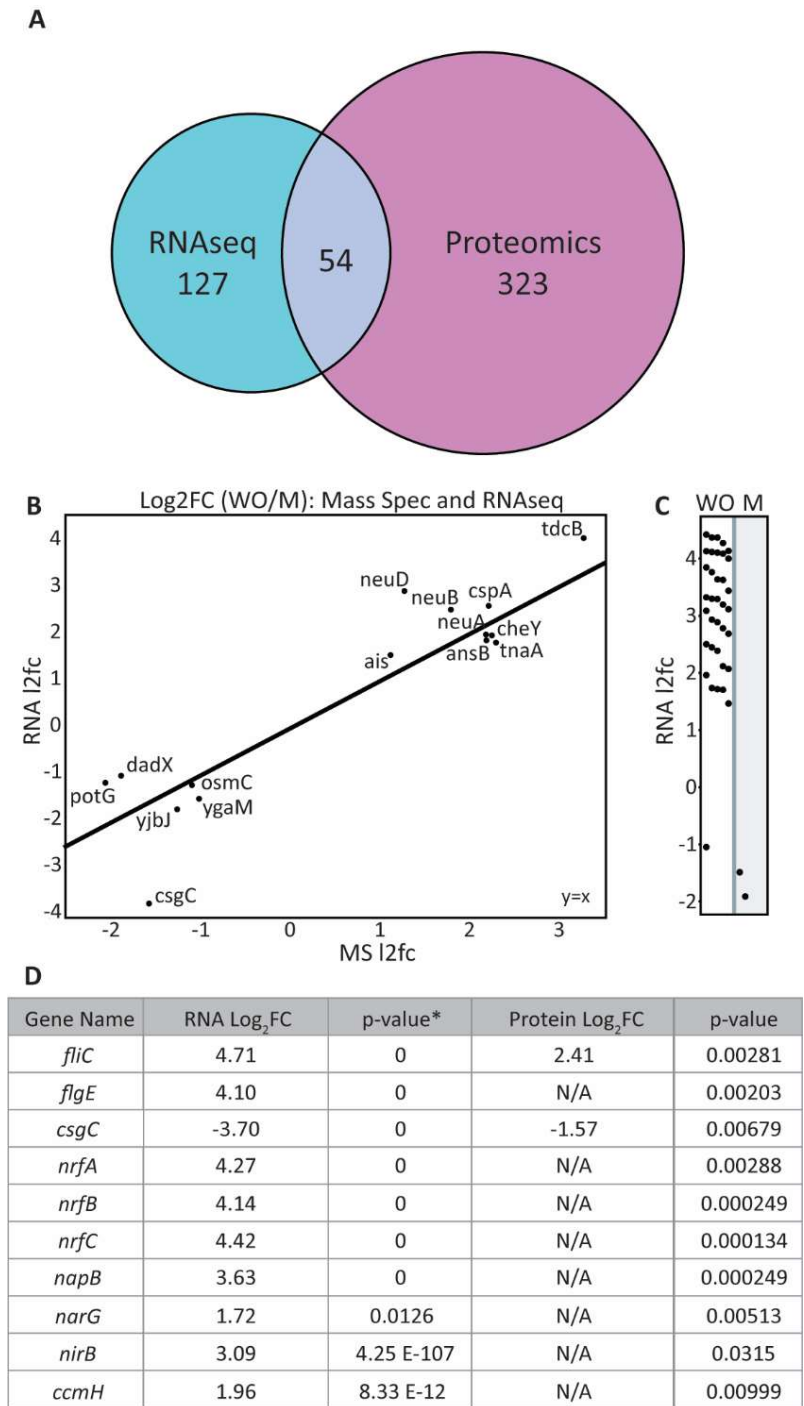 A
RNAseq
127
54
Proteomics
323
B
Log2FC (WO/M): Mass Spec and RNAseq
RNA l2fc
4
3
2
1
0
-1
-2
-3
-4
tdcB
neuD
neuB
cspA
neuA
cheY
ansB
tnaA
ais
dadX
potG
osmC
ygaM
yjbJ
csgC
y=x
-2
-1
0
1
2
3
MS l2fc
C
WO M
RNA l2fc
4
3
2
1
0
-1
-2
D
Gene Name RNA Log2FC p-value* Protein Log2FC p-value
fliC 4.71 0 2.41 0.00281
flgE 4.10 0 N/A 0.00203
csgC -3.70 0 -1.57 0.00679
nrfA 4.27 0 N/A 0.00288
nrfB 4.14 0 N/A 0.000249
nrfC 4.42 0 N/A 0.000134
napB 3.63 0 N/A 0.000249
narG 1.72 0.0126 N/A 0.00513
nirB 3.09 4.25 E-107 N/A 0.0315
ccmH 1.96 8.33 E-12 N/A 0.00999